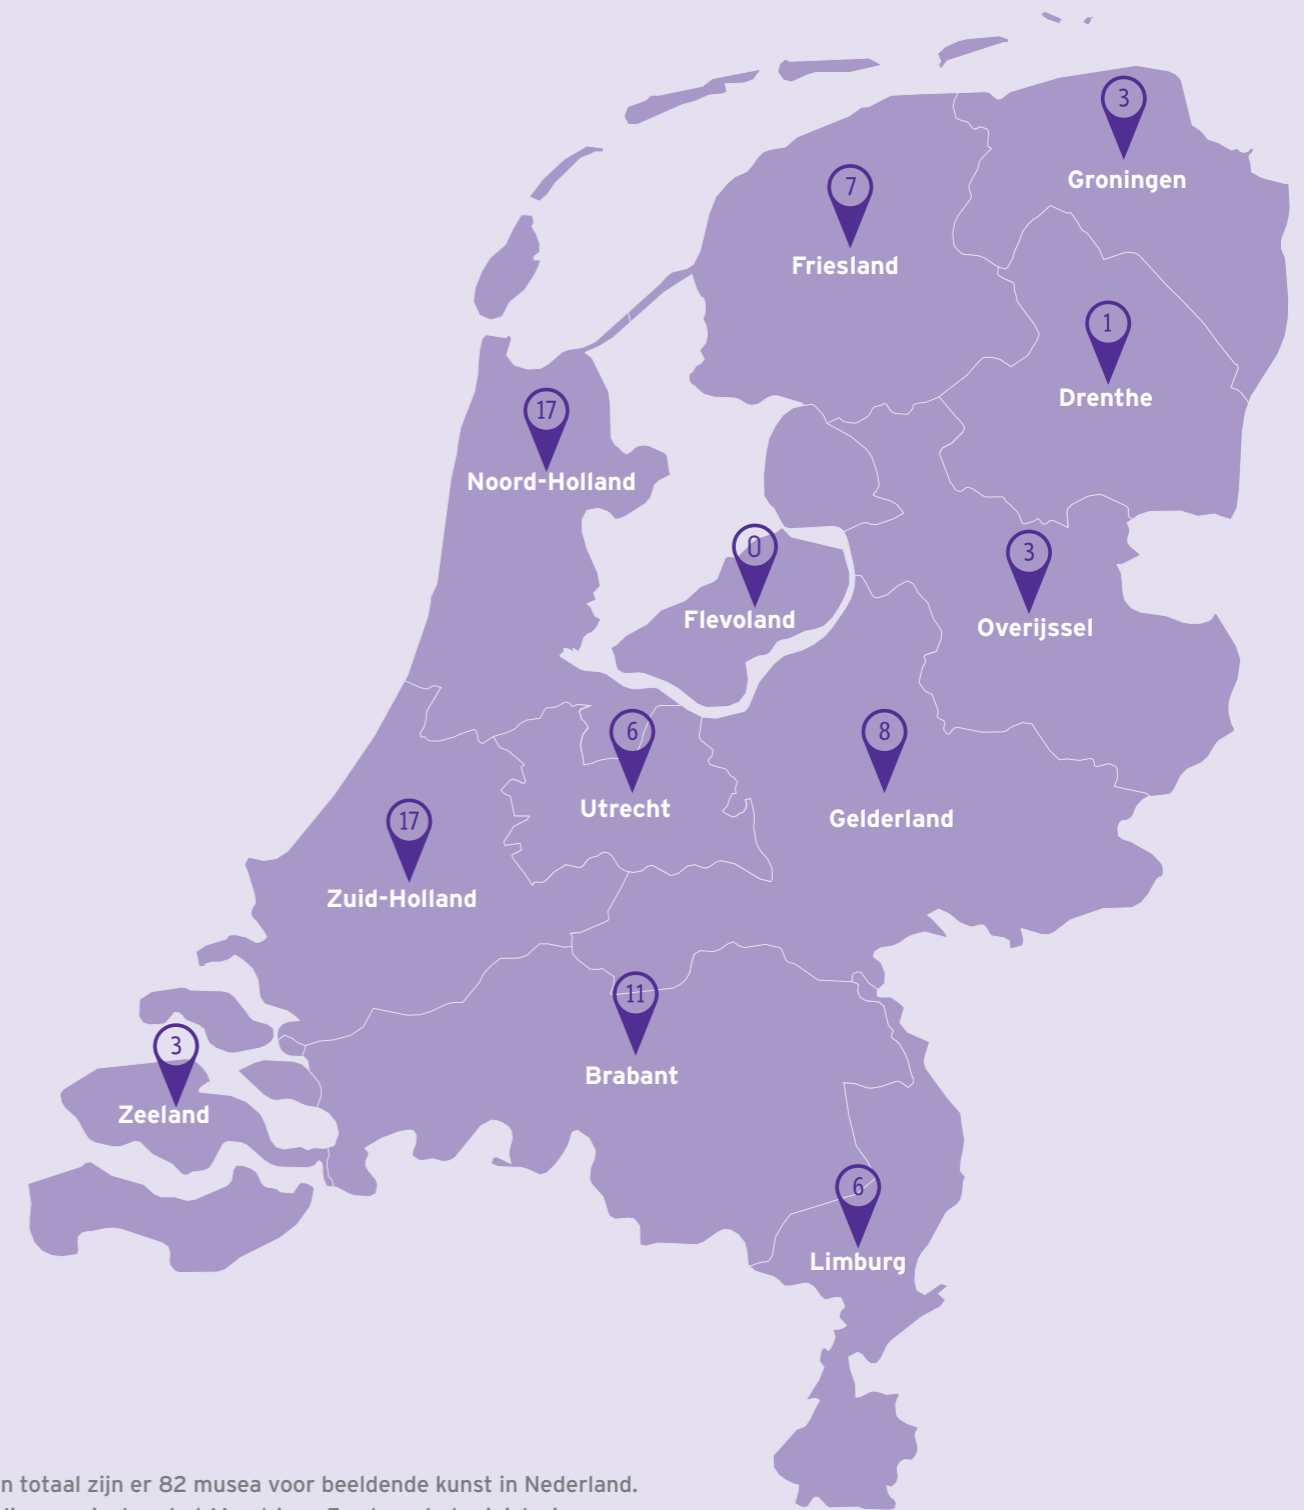 3
Groningen
7
Friesland
1
Drenthe
17
Noord-Holland
0
Flevoland
3
Overijssel
6
Utrecht
8
Gelderland
17
Zuid-Holland
11
Brabant
3
Zeeland
6
Limburg
n totaal zijn er 82 musea voor beeldende kunst in Nederland.